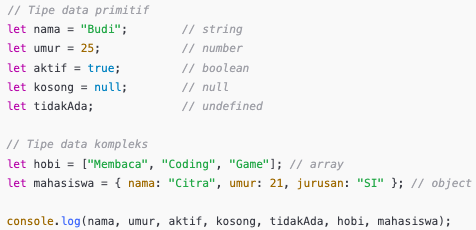 // Tipe data primitif
let nama = "Budi";        // string
let umur = 25;            // number
let aktif = true;         // boolean
let kosong = null;        // null
let tidakAda;             // undefined

// Tipe data kompleks
let hobi = ["Membaca", "Coding", "Game"]; // array
let mahasiswa = { nama: "Citra", umur: 21, jurusan: "SI" }; // object

console.log(nama, umur, aktif, kosong, tidakAda, hobi, mahasiswa);